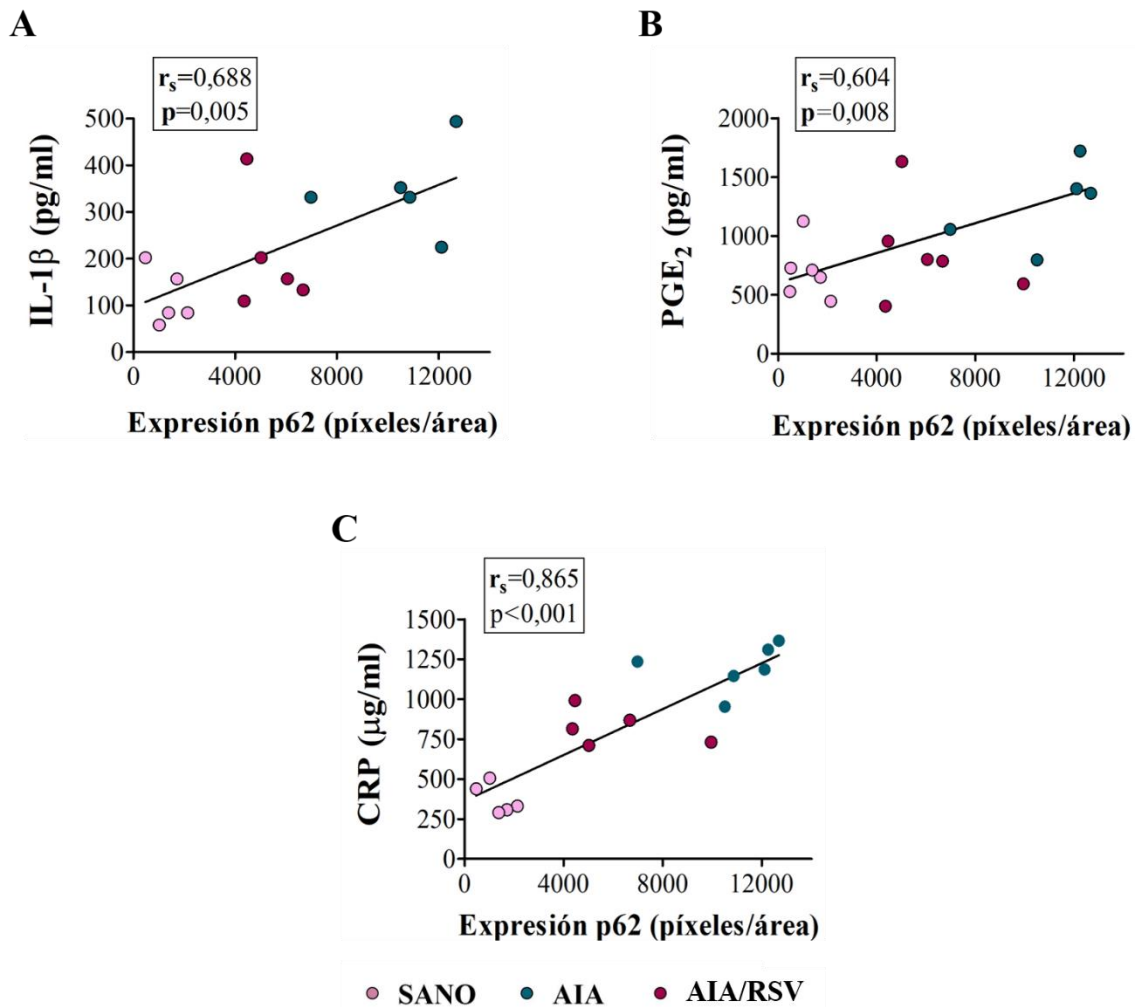 A
rs=0,688
p=0,005
500
400
300
200
100
0
IL-1β (pg/ml)
0 4000 8000 12000
Expresión p62 (píxeles/área)
B
rs=0,604
p=0,008
2000
1500
1000
500
0
PGE2 (pg/ml)
0 4000 8000 12000
Expresión p62 (píxeles/área)
C
rs=0,865
p<0,001
1500
1250
1000
750
500
250
0
CRP (μg/ml)
0 4000 8000 12000
Expresión p62 (píxeles/área)
SANO AIA AIA/RSV